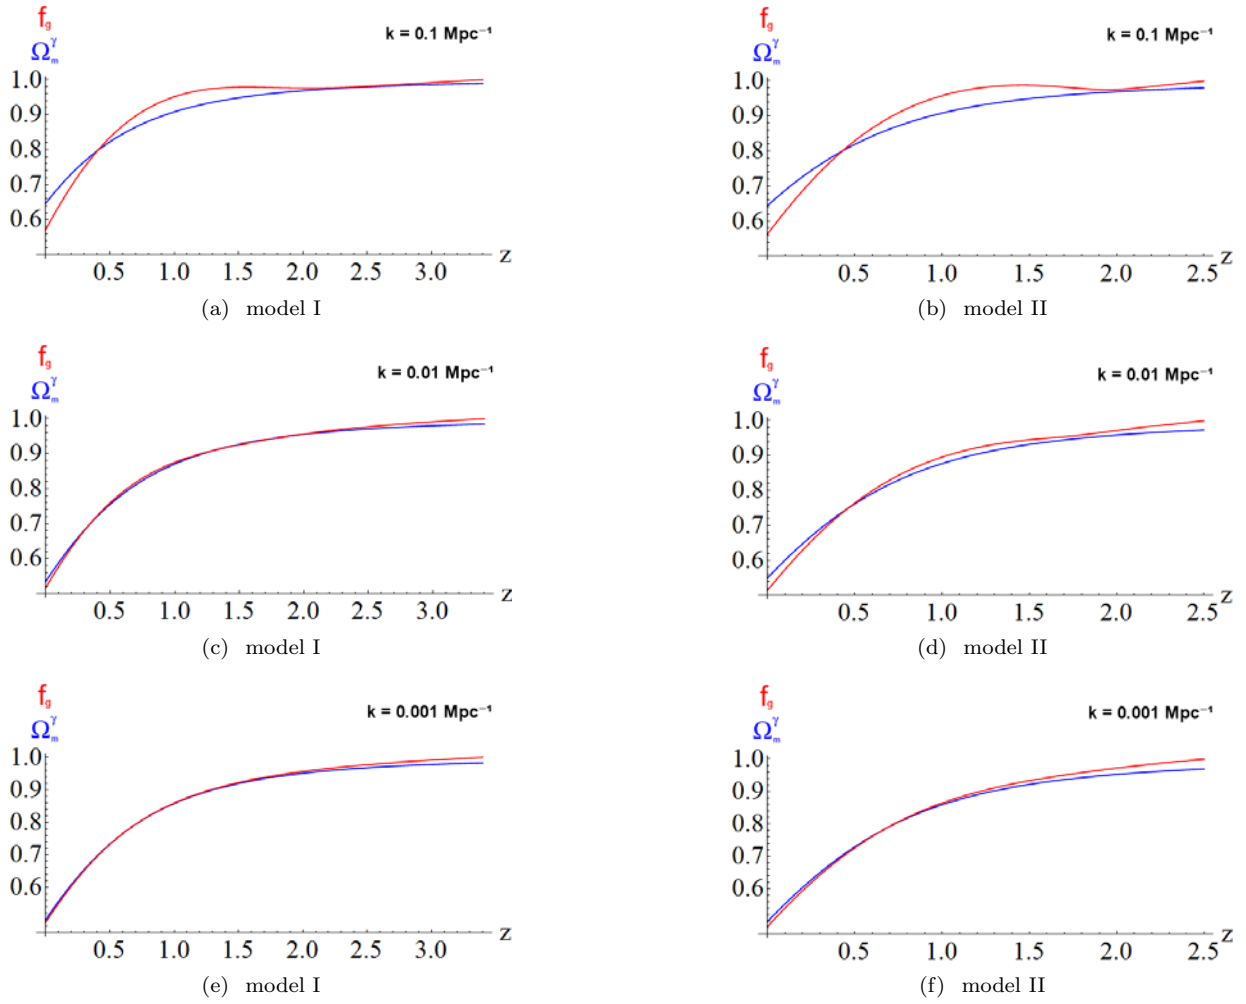 f_g
Ω_m^γ
k = 0.1 Mpc⁻¹
1.0
0.9
0.8
0.7
0.6
0.5 1.0 1.5 2.0 2.5 3.0 z
(a) model I
f_g
Ω_m^γ
k = 0.1 Mpc⁻¹
1.0
0.9
0.8
0.7
0.6
0.5 1.0 1.5 2.0 2.5 z
(b) model II
f_g
Ω_m^γ
k = 0.01 Mpc⁻¹
1.0
0.9
0.8
0.7
0.6
0.5 1.0 1.5 2.0 2.5 3.0 z
(c) model I
f_g
Ω_m^γ
k = 0.01 Mpc⁻¹
1.0
0.9
0.8
0.7
0.6
0.5 1.0 1.5 2.0 2.5 z
(d) model II
f_g
Ω_m^γ
k = 0.001 Mpc⁻¹
1.0
0.9
0.8
0.7
0.6
0.5 1.0 1.5 2.0 2.5 3.0 z
(e) model I
f_g
Ω_m^γ
k = 0.001 Mpc⁻¹
1.0
0.9
0.8
0.7
0.6
0.5 1.0 1.5 2.0 2.5 z
(f) model II